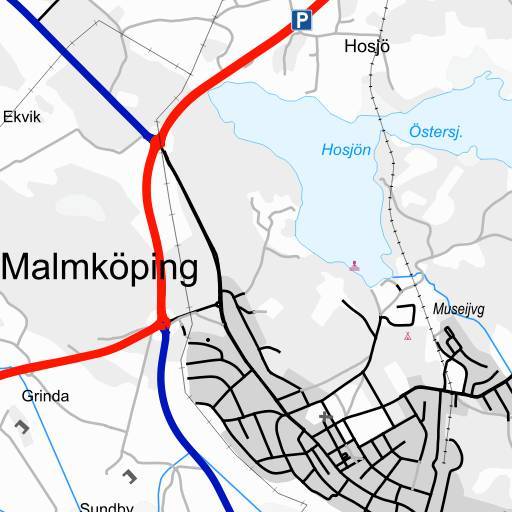 P
Hosjö
Ekvik
Östersj.
Hosjön
Malmköping
Museijvg
Grinda
Sundby